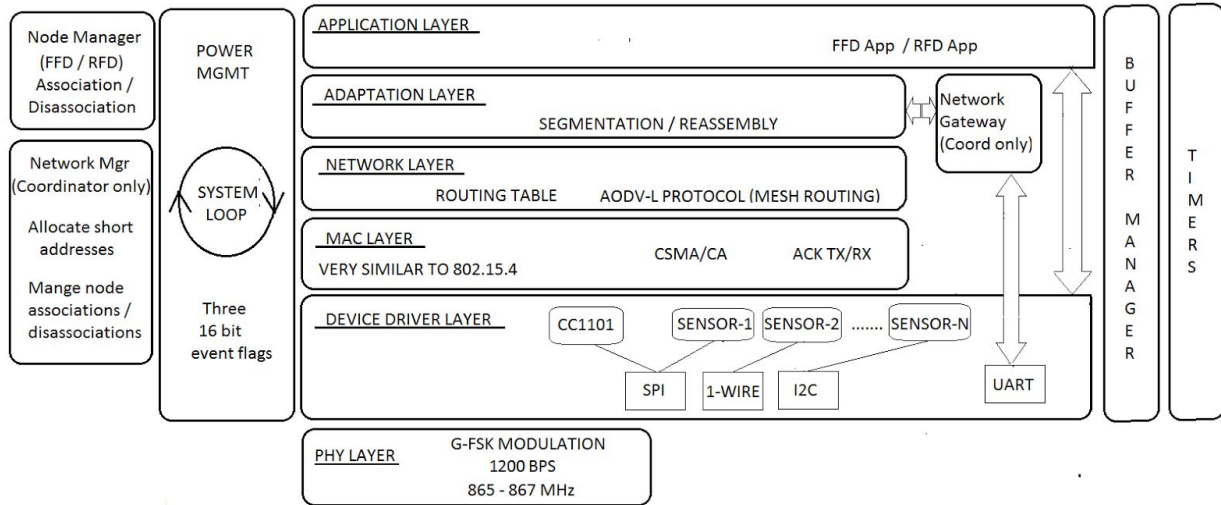 Node Manager
(FFD / RFD)
Association /
Disassociation
Network Mgr
(Coordinator only)
Allocate short
addresses
Mange node
associations /
disassociations
POWER
MGMT
SYSTEM
LOOP
Three
16 bit
event flags
APPLICATION LAYER
FFD App / RFD App
ADAPTATION LAYER
SEGMENTATION / REASSEMBLY
Network
Gateway
(Coord only)
NETWORK LAYER
ROUTING TABLE
AODV-L PROTOCOL (MESH ROUTING)
MAC LAYER
VERY SIMILAR TO 802.15.4
CSMA/CA
ACK TX/RX
DEVICE DRIVER LAYER
CC1101
SENSOR-1
SENSOR-2
.......
SENSOR-N
SPI
1-WIRE
I2C
UART
PHY LAYER
G-FSK MODULATION
1200 BPS
865 - 867 MHz
BUFFER MANAGER
TIMERS